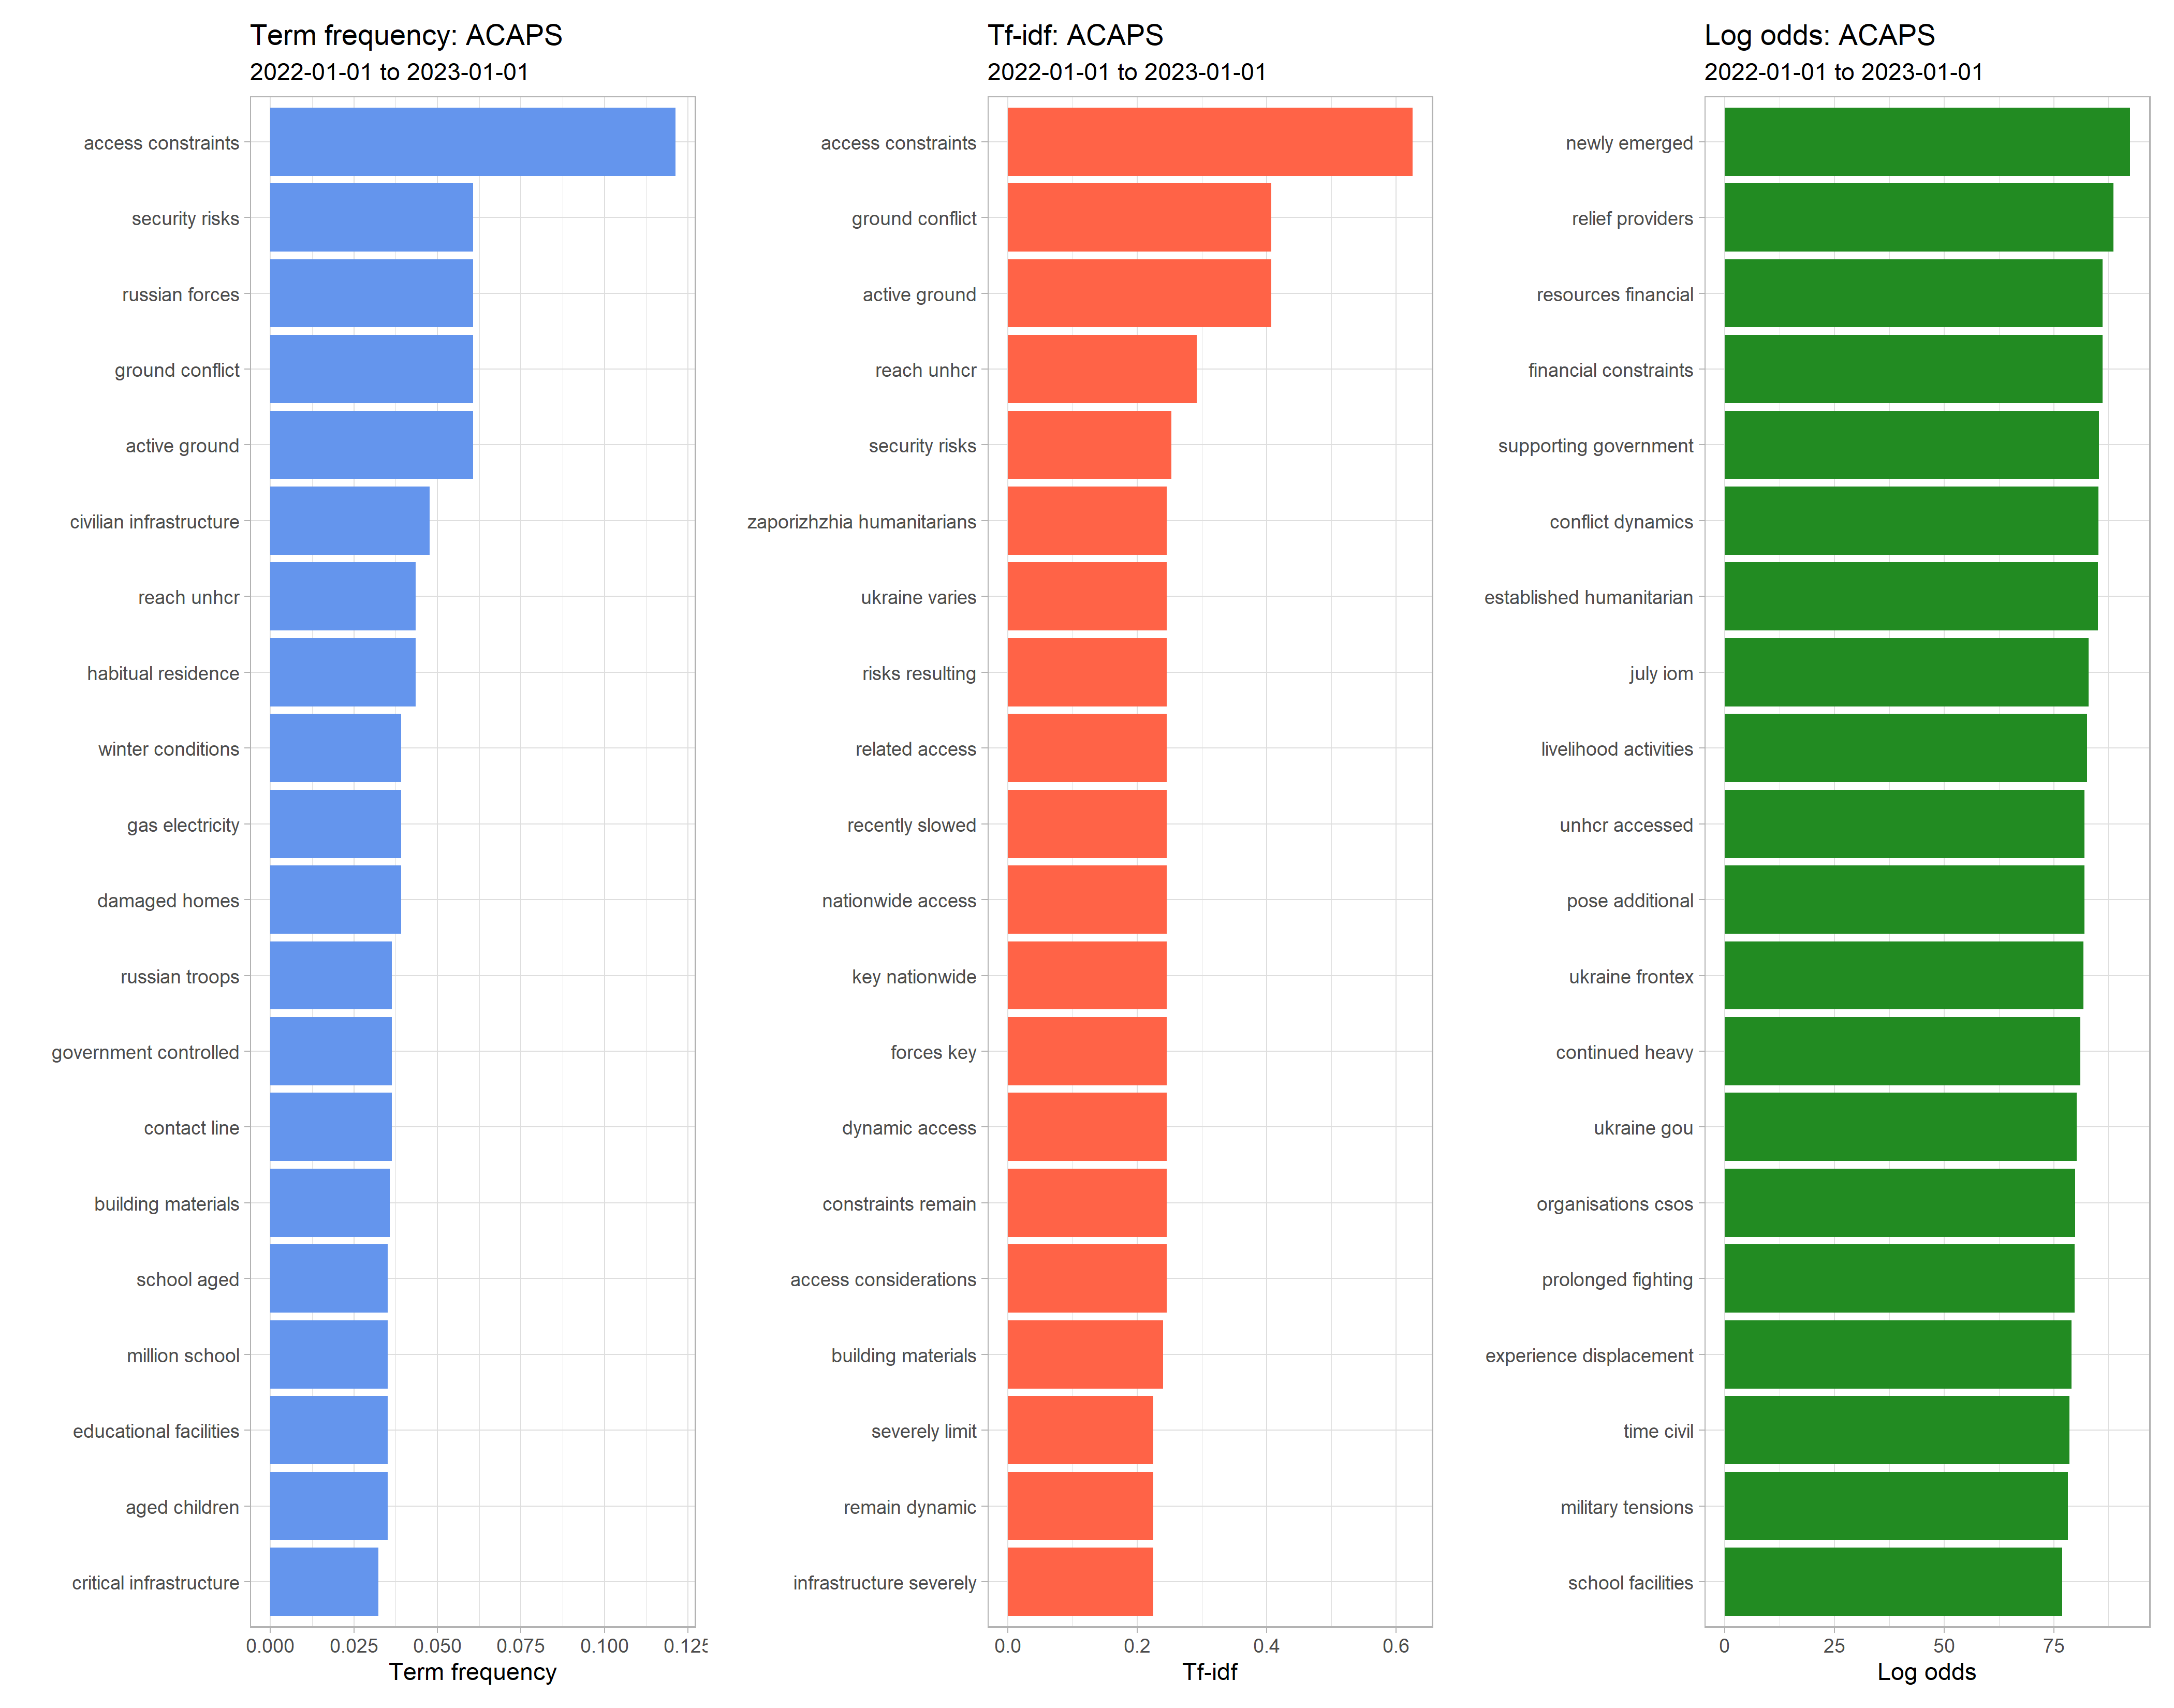 Term frequency: ACAPS
2022-01-01 to 2023-01-01
access constraints
security risks
russian forces
ground conflict
active ground
civilian infrastructure
reach unhcr
habitual residence
winter conditions
gas electricity
damaged homes
russian troops
government controlled
contact line
building materials
school aged
million school
educational facilities
aged children
critical infrastructure
0.000 0.025 0.050 0.075 0.100 0.125
Term frequency
Tf-idf: ACAPS
2022-01-01 to 2023-01-01
access constraints
ground conflict
active ground
reach unhcr
security risks
zaporizhzhia humanitarians
ukraine varies
risks resulting
related access
recently slowed
nationwide access
key nationwide
forces key
dynamic access
constraints remain
access considerations
building materials
severely limit
remain dynamic
infrastructure severely
0.0 0.2 0.4 0.6
Tf-idf
Log odds: ACAPS
2022-01-01 to 2023-01-01
newly emerged
relief providers
resources financial
financial constraints
supporting government
conflict dynamics
established humanitarian
july iom
livelihood activities
unhcr accessed
pose additional
ukraine frontex
continued heavy
ukraine gou
organisations csos
prolonged fighting
experience displacement
time civil
military tensions
school facilities
0 25 50 75
Log odds